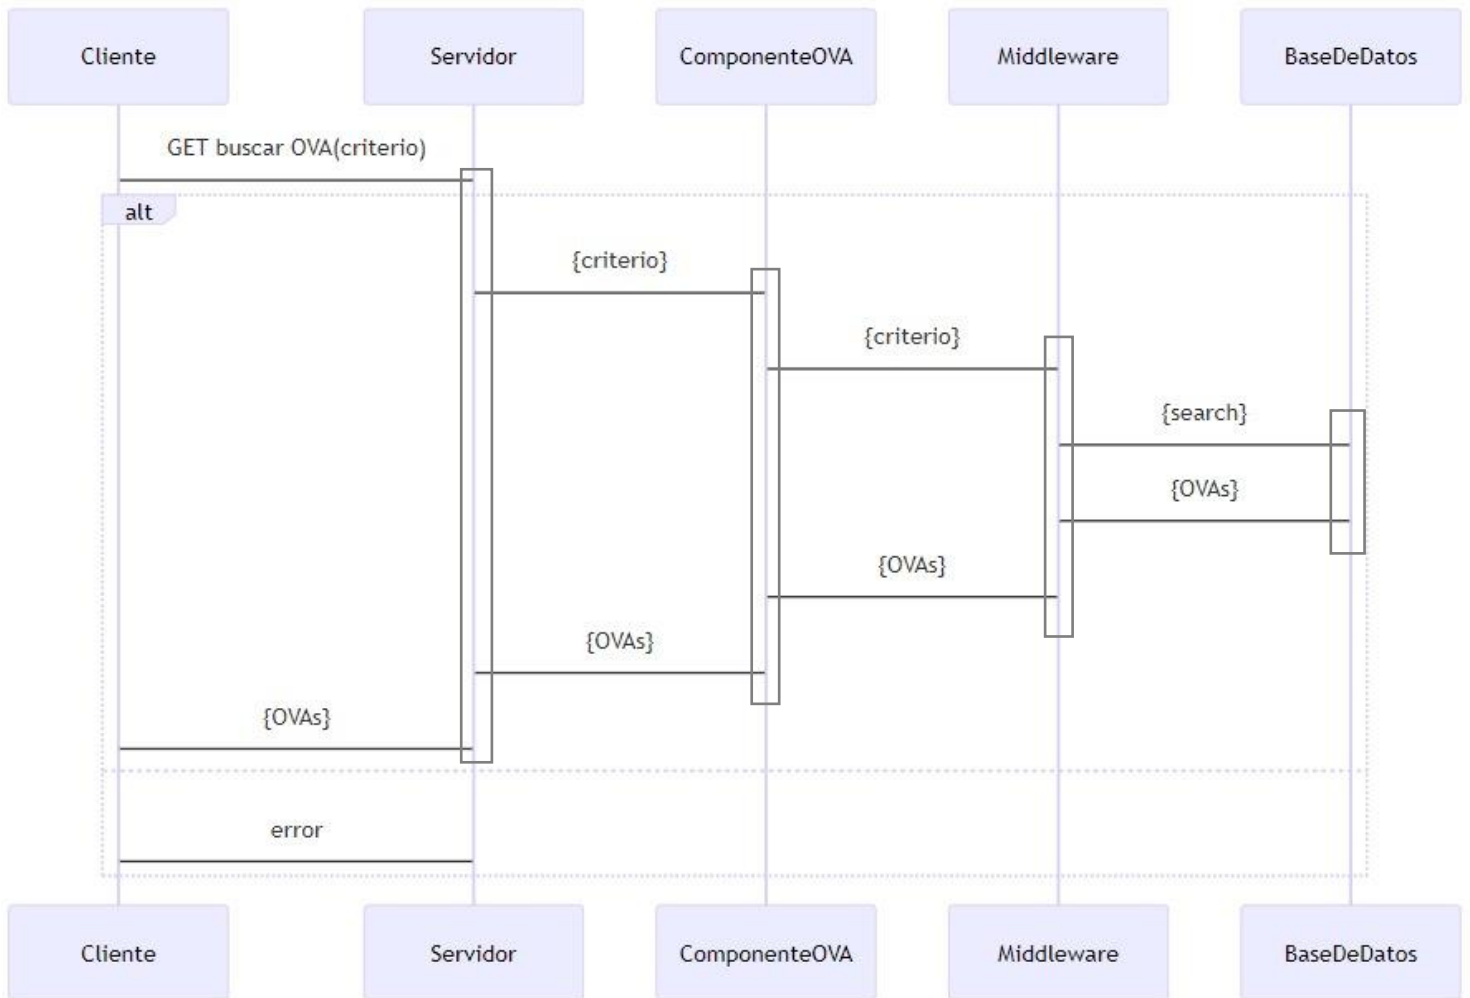 Cliente
Servidor
ComponenteOVA
Middleware
BaseDeDatos
GET buscar OVA(criterio)
alt
{criterio}
{criterio}
{search}
{OVAs}
{OVAs}
{OVAs}
{OVAs}
error
Cliente
Servidor
ComponenteOVA
Middleware
BaseDeDatos